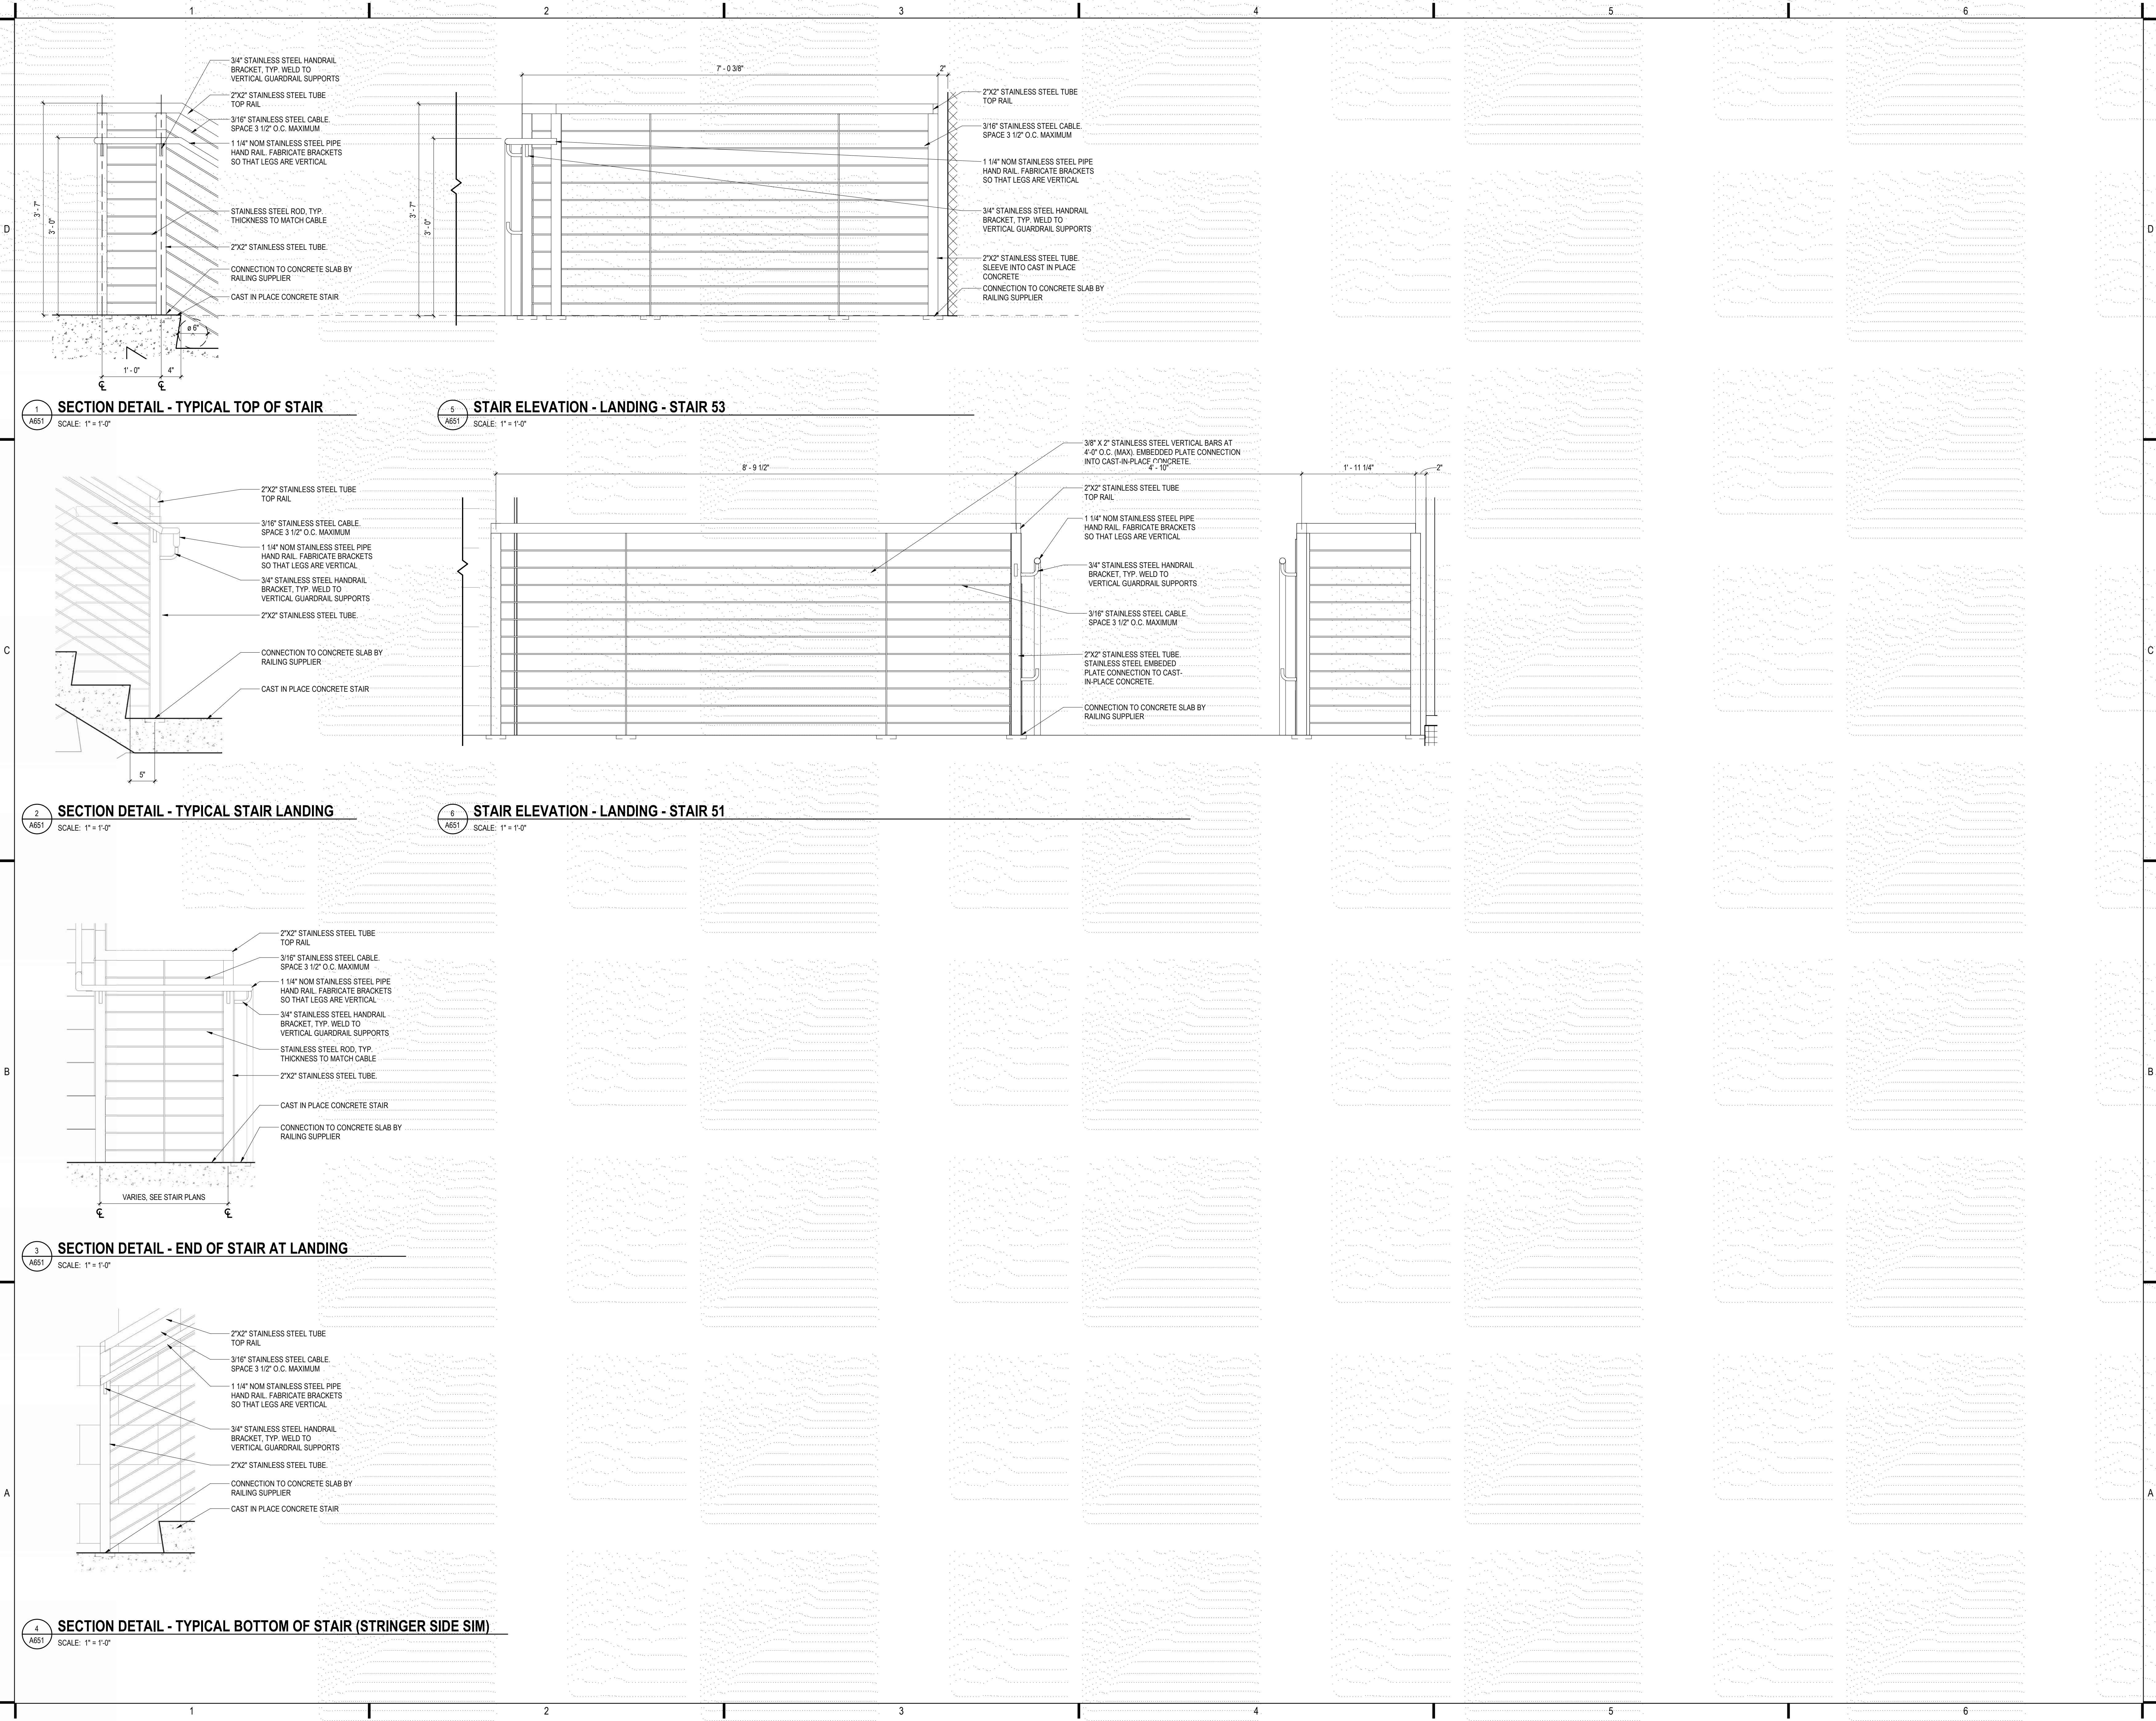 1 2 3 4 5 6
D D
C C
B B
A A
3/4" STAINLESS STEEL HANDRAIL
BRACKET, TYP. WELD TO
VERTICAL GUARDRAIL SUPPORTS
2"X2" STAINLESS STEEL TUBE
TOP RAIL
3/16" STAINLESS STEEL CABLE.
SPACE 3 1/2" O.C. MAXIMUM
1 1/4" NOM STAINLESS STEEL PIPE
HAND RAIL. FABRICATE BRACKETS
SO THAT LEGS ARE VERTICAL
STAINLESS STEEL ROD, TYP.
THICKNESS TO MATCH CABLE
2"X2" STAINLESS STEEL TUBE.
CONNECTION TO CONCRETE SLAB BY
RAILING SUPPLIER
CAST IN PLACE CONCRETE STAIR
3' - 7"
3' - 0"
ø 6"
1' - 0"
4"
1
A651
SECTION DETAIL - TYPICAL TOP OF STAIR
SCALE: 1" = 1'-0"
7' - 0 3/8"
2"
3' - 7"
3' - 0"
2"X2" STAINLESS STEEL TUBE
TOP RAIL
3/16" STAINLESS STEEL CABLE.
SPACE 3 1/2" O.C. MAXIMUM
1 1/4" NOM STAINLESS STEEL PIPE
HAND RAIL. FABRICATE BRACKETS
SO THAT LEGS ARE VERTICAL
3/4" STAINLESS STEEL HANDRAIL
BRACKET, TYP. WELD TO
VERTICAL GUARDRAIL SUPPORTS
2"X2" STAINLESS STEEL TUBE.
SLEEVE INTO CAST IN PLACE
CONCRETE
CONNECTION TO CONCRETE SLAB BY
RAILING SUPPLIER
5
A651
STAIR ELEVATION - LANDING - STAIR 53
SCALE: 1" = 1'-0"
2"X2" STAINLESS STEEL TUBE
TOP RAIL
3/16" STAINLESS STEEL CABLE.
SPACE 3 1/2" O.C. MAXIMUM
1 1/4" NOM STAINLESS STEEL PIPE
HAND RAIL. FABRICATE BRACKETS
SO THAT LEGS ARE VERTICAL
3/4" STAINLESS STEEL HANDRAIL
BRACKET, TYP. WELD TO
VERTICAL GUARDRAIL SUPPORTS
2"X2" STAINLESS STEEL TUBE.
CONNECTION TO CONCRETE SLAB BY
RAILING SUPPLIER
CAST IN PLACE CONCRETE STAIR
5"
2
A651
SECTION DETAIL - TYPICAL STAIR LANDING
SCALE: 1" = 1'-0"
3/8" X 2" STAINLESS STEEL VERTICAL BARS AT
4'-0" O.C. (MAX). EMBEDDED PLATE CONNECTION
INTO CAST-IN-PLACE CONCRETE.
8' - 9 1/2"
4' - 10"
1' - 11 1/4"
2"
2"X2" STAINLESS STEEL TUBE
TOP RAIL
1 1/4" NOM STAINLESS STEEL PIPE
HAND RAIL. FABRICATE BRACKETS
SO THAT LEGS ARE VERTICAL
3/4" STAINLESS STEEL HANDRAIL
BRACKET, TYP. WELD TO
VERTICAL GUARDRAIL SUPPORTS
3/16" STAINLESS STEEL CABLE.
SPACE 3 1/2" O.C. MAXIMUM
2"X2" STAINLESS STEEL TUBE.
STAINLESS STEEL EMBEDED
PLATE CONNECTION TO CAST-
IN-PLACE CONCRETE.
CONNECTION TO CONCRETE SLAB BY
RAILING SUPPLIER
6
A651
STAIR ELEVATION - LANDING - STAIR 51
SCALE: 1" = 1'-0"
2"X2" STAINLESS STEEL TUBE
TOP RAIL
3/16" STAINLESS STEEL CABLE.
SPACE 3 1/2" O.C. MAXIMUM
1 1/4" NOM STAINLESS STEEL PIPE
HAND RAIL. FABRICATE BRACKETS
SO THAT LEGS ARE VERTICAL
3/4" STAINLESS STEEL HANDRAIL
BRACKET, TYP. WELD TO
VERTICAL GUARDRAIL SUPPORTS
STAINLESS STEEL ROD, TYP.
THICKNESS TO MATCH CABLE
2"X2" STAINLESS STEEL TUBE.
CAST IN PLACE CONCRETE STAIR
CONNECTION TO CONCRETE SLAB BY
RAILING SUPPLIER
VARIES, SEE STAIR PLANS
3
A651
SECTION DETAIL - END OF STAIR AT LANDING
SCALE: 1" = 1'-0"
2"X2" STAINLESS STEEL TUBE
TOP RAIL
3/16" STAINLESS STEEL CABLE.
SPACE 3 1/2" O.C. MAXIMUM
1 1/4" NOM STAINLESS STEEL PIPE
HAND RAIL. FABRICATE BRACKETS
SO THAT LEGS ARE VERTICAL
3/4" STAINLESS STEEL HANDRAIL
BRACKET, TYP. WELD TO
VERTICAL GUARDRAIL SUPPORTS
2"X2" STAINLESS STEEL TUBE.
CONNECTION TO CONCRETE SLAB BY
RAILING SUPPLIER
CAST IN PLACE CONCRETE STAIR
4
A651
SECTION DETAIL - TYPICAL BOTTOM OF STAIR (STRINGER SIDE SIM)
SCALE: 1" = 1'-0"
1 2 3 4 5 6